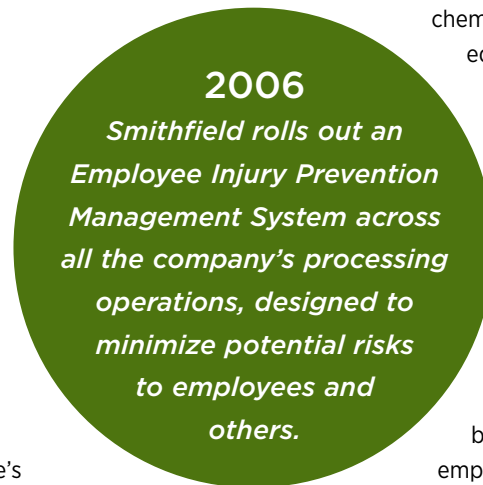 2006
Smithfield rolls out an
Employee Injury Prevention
Management System across
all the company's processing
operations, designed to
minimize potential risks
to employees and
others.